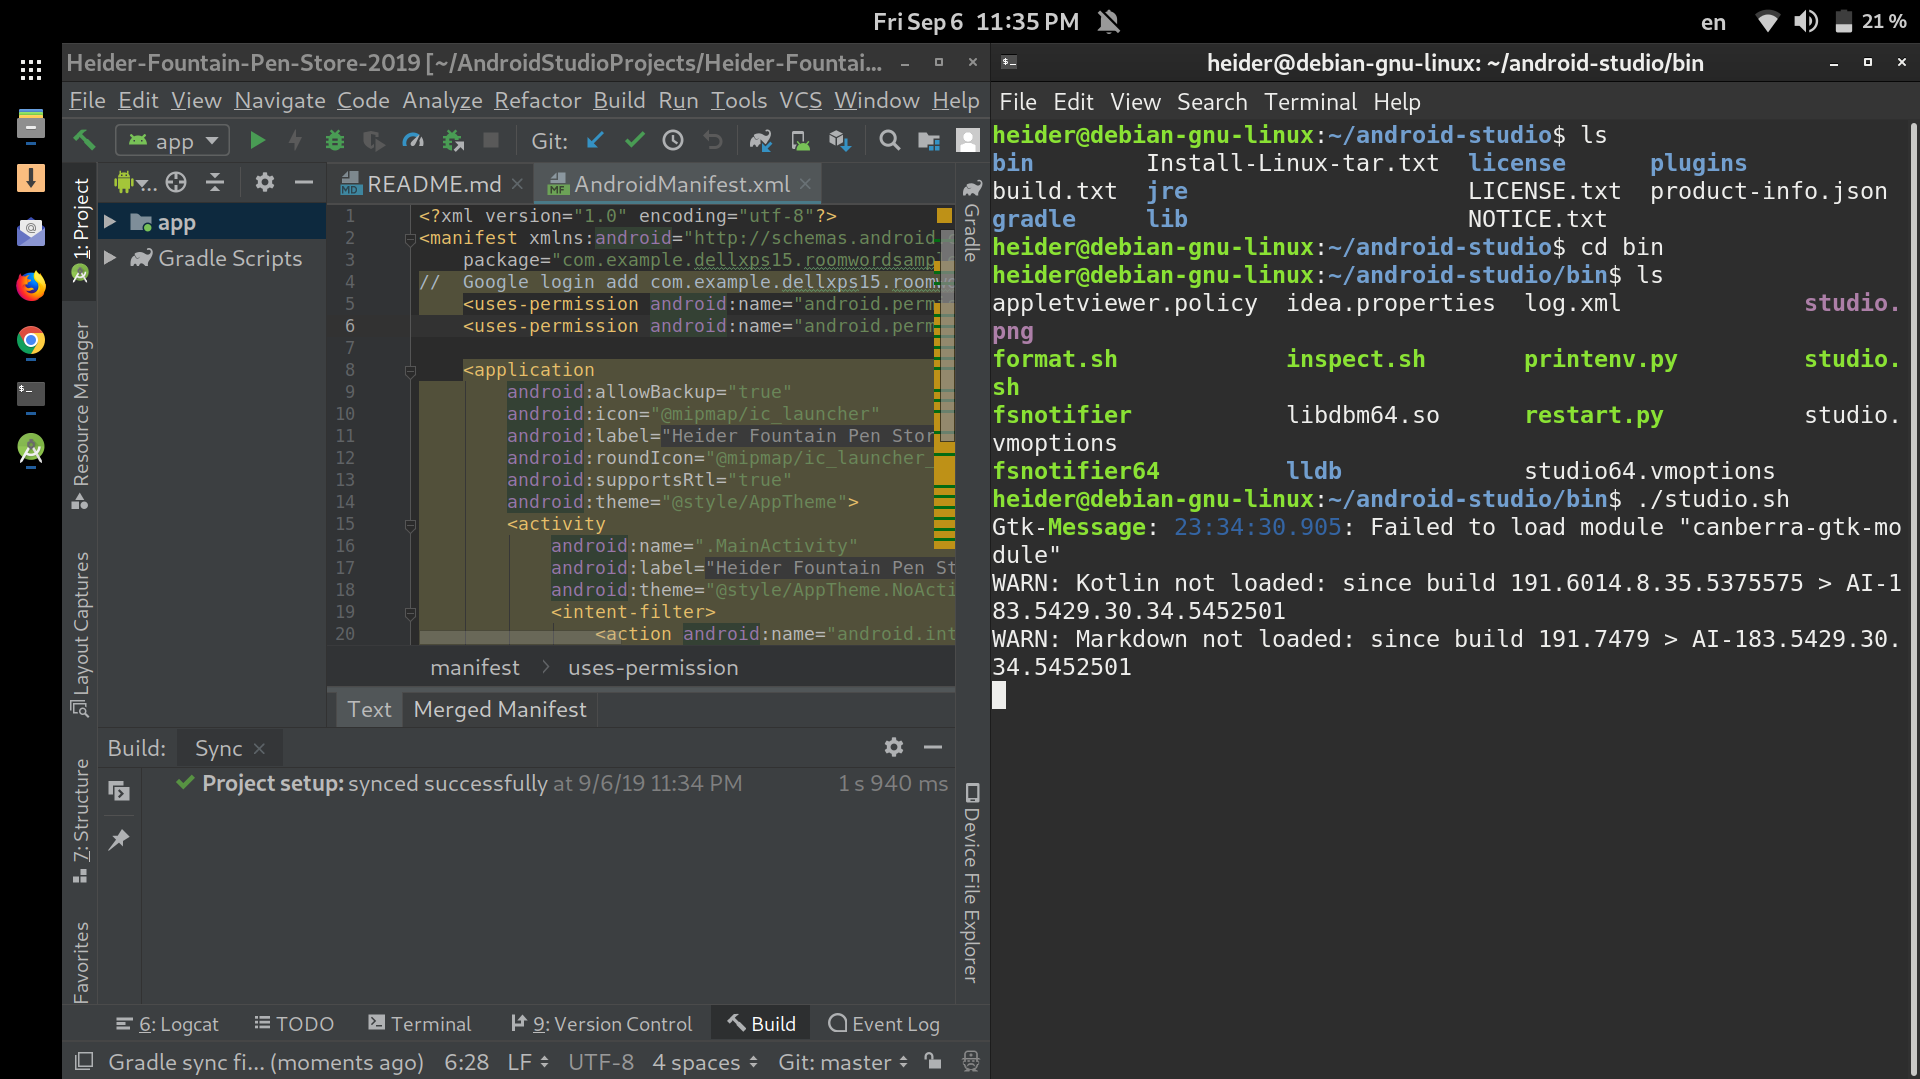 Fri Sep 6 11:35 PM
en
21 %
Heider-Fountain-Pen-Store-2019 [~/AndroidStudioProjects/Heider-Fountai...
File Edit View Navigate Code Analyze Refactor Build Run Tools VCS Window Help
app
Git:
1: Project
Resource Manager
Layout Captures
7: Structure
Favorites
app
Gradle Scripts
README.md
AndroidManifest.xml
1 <?xml version="1.0" encoding="utf-8"?>
2 <manifest xmlns:android="http://schemas.android
3 package="com.example.dellxps15.roomwordsamp
4 // Google login add com.example.dellxps15.room
5 <uses-permission android:name="android.perm
6 <uses-permission android:name="android.perm
7
8 <application
9 android:allowBackup="true"
10 android:icon="@mipmap/ic_launcher"
11 android:label="Heider Fountain Pen Stor
12 android:roundIcon="@mipmap/ic_launcher_
13 android:supportsRtl="true"
14 android:theme="@style/AppTheme">
15 <activity
16 android:name=".MainActivity"
17 android:label="Heider Fountain Pen St
18 android:theme="@style/AppTheme.NoActi
19 <intent-filter>
20 <action android:name="android.int
manifest > uses-permission
Text Merged Manifest
Gradle
Device File Explorer
Build: Sync
Project setup: synced successfully at 9/6/19 11:34 PM 1 s 940 ms
6: Logcat TODO Terminal 9: Version Control Build Event Log
Gradle sync fi... (moments ago) 6:28 LF UTF-8 4 spaces Git: master
heider@debian-gnu-linux: ~/android-studio/bin
File Edit View Search Terminal Help
heider@debian-gnu-linux:~/android-studio$ ls
bin Install-Linux-tar.txt license plugins
build.txt jre LICENSE.txt product-info.json
gradle lib NOTICE.txt
heider@debian-gnu-linux:~/android-studio$ cd bin
heider@debian-gnu-linux:~/android-studio/bin$ ls
appletviewer.policy idea.properties log.xml studio.
png
format.sh inspect.sh printenv.py studio.
sh
fsnotifier libdbm64.so restart.py studio.
vmoptions
fsnotifier64 lldb studio64.vmoptions
heider@debian-gnu-linux:~/android-studio/bin$ ./studio.sh
Gtk-Message: 23:34:30.905: Failed to load module "canberra-gtk-mo
dule"
WARN: Kotlin not loaded: since build 191.6014.8.35.5375575 > AI-1
83.5429.30.34.5452501
WARN: Markdown not loaded: since build 191.7479 > AI-183.5429.30.
34.5452501